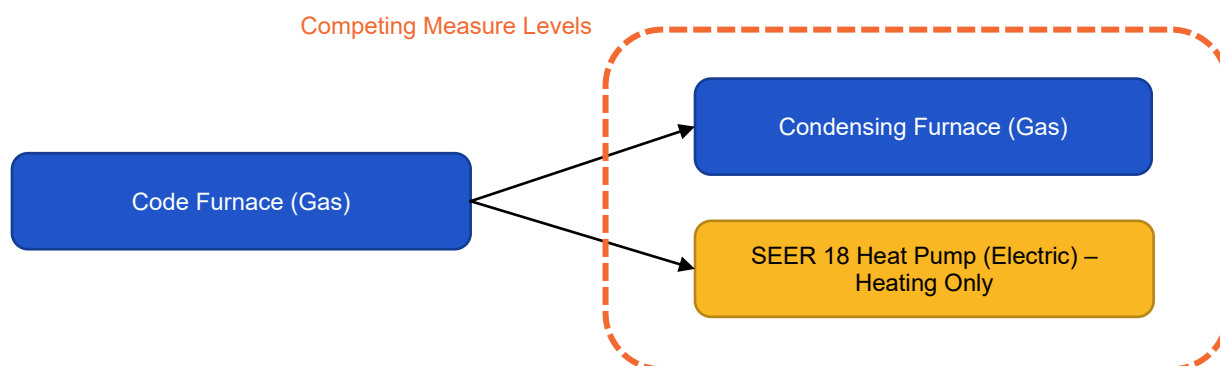 Competing Measure Levels
Condensing Furnace (Gas)
Code Furnace (Gas)
SEER 18 Heat Pump (Electric) –
Heating Only